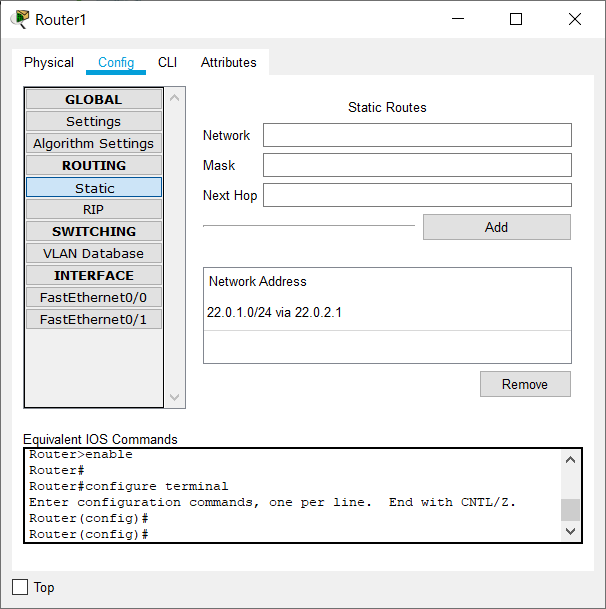 Router1
Physical
Config
CLI
Attributes
GLOBAL
Settings
Algorithm Settings
ROUTING
Static
RIP
SWITCHING
VLAN Database
INTERFACE
FastEthernet0/0
FastEthernet0/1
Static Routes
Network
Mask
Next Hop
Add
Network Address
22.0.1.0/24 via 22.0.2.1
Remove
Equivalent IOS Commands
Router>enable
Router#
Router#configure terminal
Enter configuration commands, one per line.  End with CNTL/Z.
Router(config)#
Router(config)#
Top